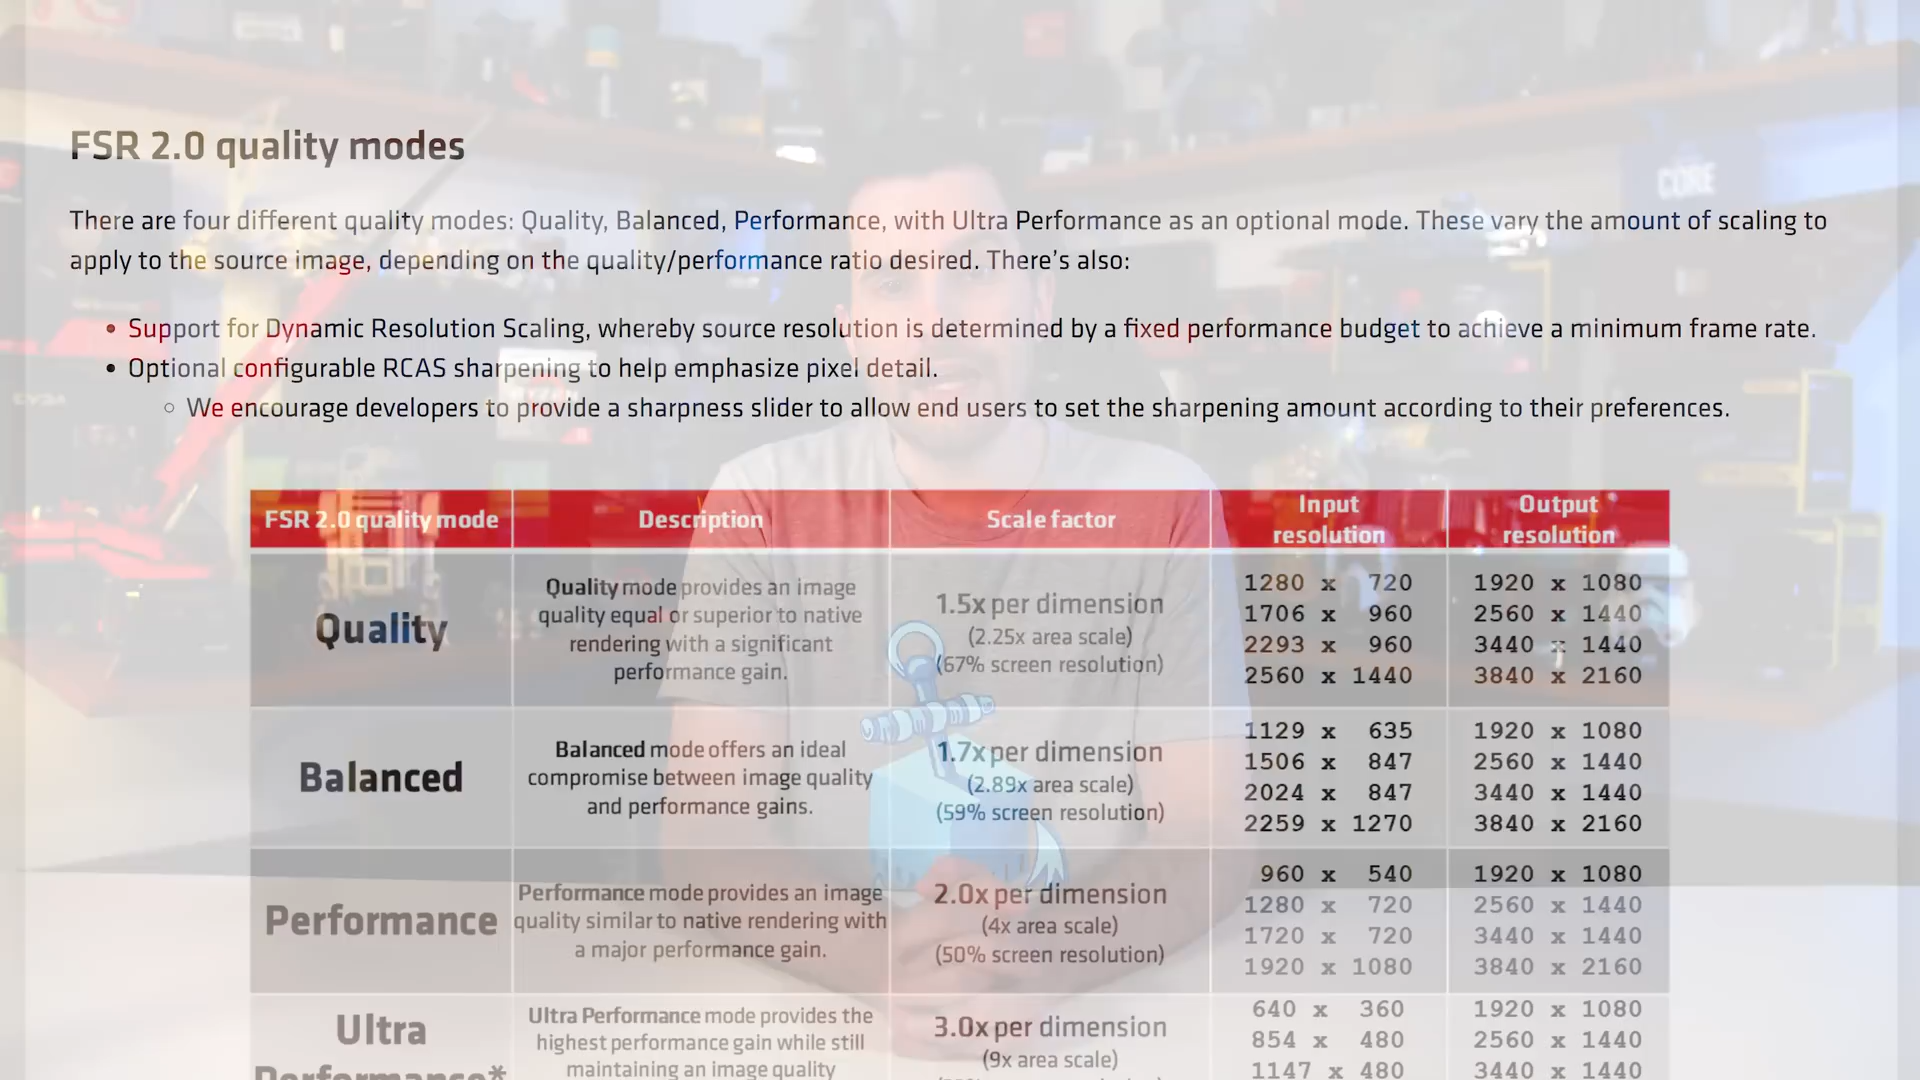 CORE
FSR 2.0 quality modes
There are four different quality modes: Quality, Balanced, Performance, with Ultra Performance as an optional mode. These vary the amount of scaling to
apply to the source image, depending on the quality/performance ratio desired. There's also:
• Support for Dynamic Resolution Scaling, whereby source resolution is determined by a fixed performance budget to achieve a minimum frame rate.
• Optional configurable RCAS sharpening to help emphasize pixel detail.
○ We encourage developers to provide a sharpness slider to allow end users to set the sharpening amount according to their preferences.
FSR 2.0 quality mode
Description
Scale factor
Input
resolution
Output
resolution
Quality
Quality mode provides an image
quality equal or superior to native
rendering with a significant
performance gain.
1.5x per dimension
(2.25x area scale)
(67% screen resolution)
1280 x 720
1706 x 960
2293 x 960
2560 x 1440
1920 x 1080
2560 x 1440
3440 x 1440
3840 x 2160
Balanced
Balanced mode offers an ideal
compromise between image quality
and performance gains.
1.7x per dimension
(2.89x area scale)
(59% screen resolution)
1129 x 635
1506 x 847
2024 x 847
2259 x 1270
1920 x 1080
2560 x 1440
3440 x 1440
3840 x 2160
Performance
Performance mode provides an image
quality similar to native rendering with
a major performance gain.
2.0x per dimension
(4x area scale)
(50% screen resolution)
960 x 540
1280 x 720
1720 x 720
1920 x 1080
1920 x 1080
2560 x 1440
3440 x 1440
3840 x 2160
Ultra
Performance*
Ultra Performance mode provides the
highest performance gain while still
maintaining an image quality
3.0x per dimension
(9x area scale)
640 x 360
854 x 480
1147 x 480
1920 x 1080
2560 x 1440
3440 x 1440